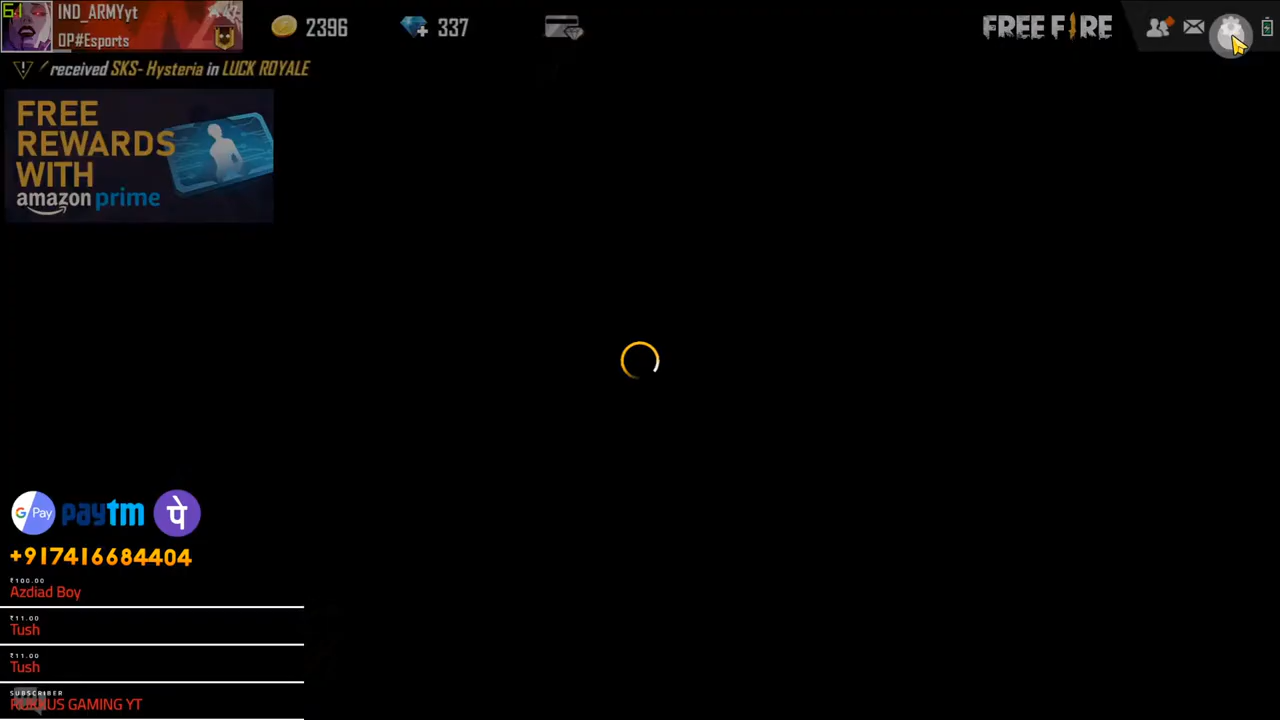 61
IND_ARMYyt
OP#Esports
2396
337
FREE FIRE
received SKS- Hysteria in LUCK ROYALE
FREE
REWARDS
WITH
amazon prime
G Pay paytm पे
+917416684404
₹100.00
Azdiad Boy
₹11.00
Tush
₹11.00
Tush
SUBSCRIBER
GAMING YT